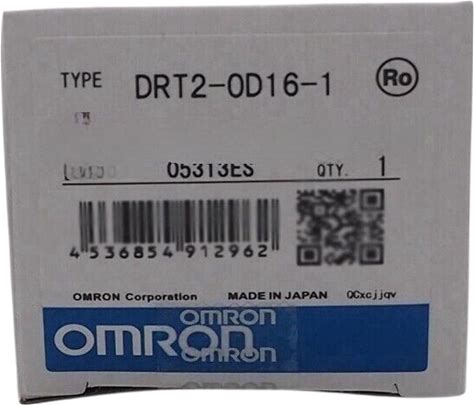 TYPE DRT2-OD16-1 Ro
05313ES QTY. 1
4 536854 912962
OMRON Corporation MADE IN JAPAN QCxcjjqv
OMRON
OMRON
OMRON